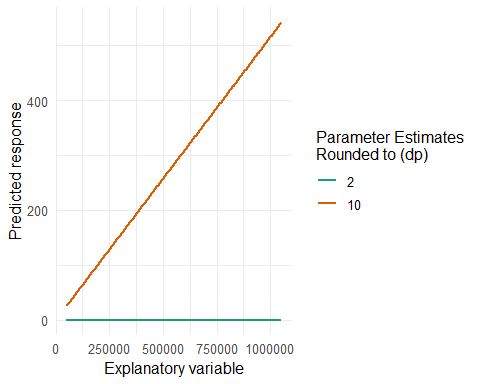 Predicted response
400
200
0
0
250000
500000
750000
1000000
Explanatory variable
Parameter Estimates
Rounded to (dp)
2
10